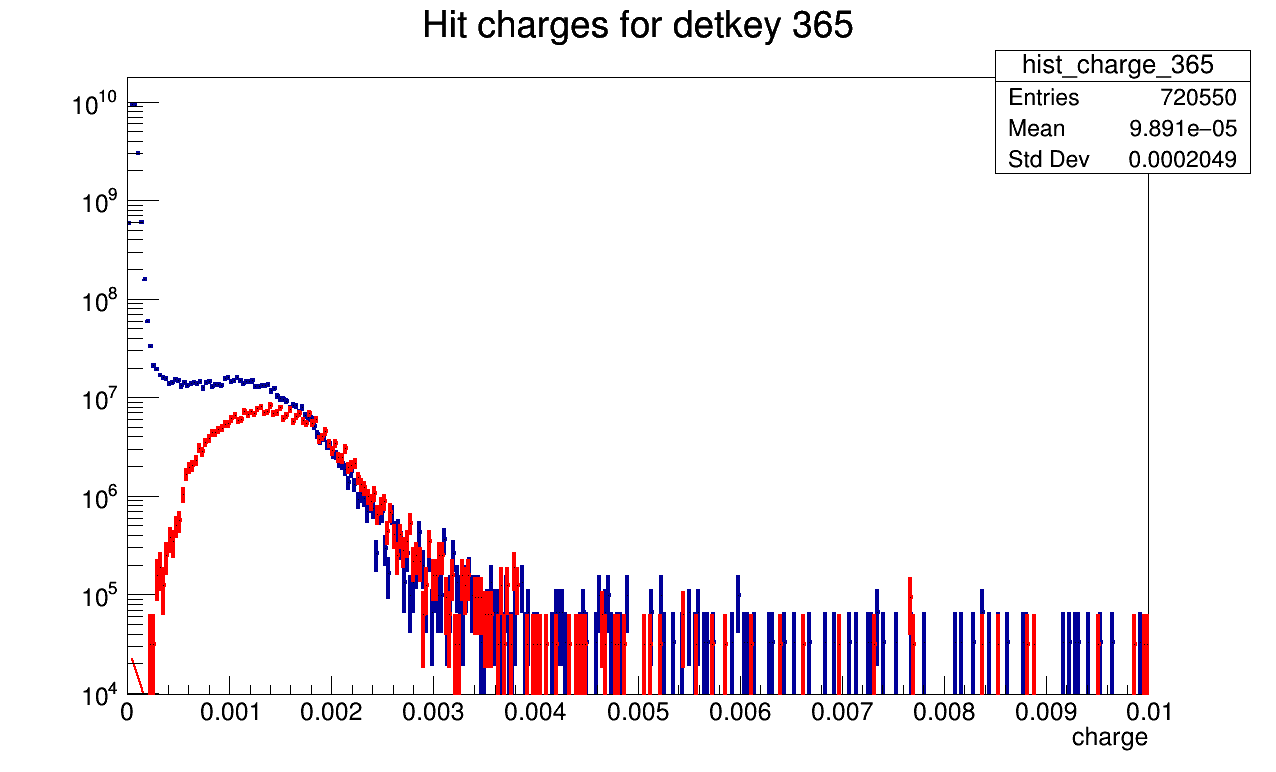 Hit charges for detkey 365
hist_charge_365
Entries 720550
Mean 9.891e−05
Std Dev 0.0002049
10^10
10^9
10^8
10^7
10^6
10^5
10^4
0 0.001 0.002 0.003 0.004 0.005 0.006 0.007 0.008 0.009 0.01
charge